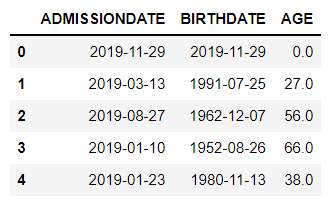 ADMISSIONDATE BIRTHDATE AGE
0 2019-11-29 2019-11-29 0.0
1 2019-03-13 1991-07-25 27.0
2 2019-08-27 1962-12-07 56.0
3 2019-01-10 1952-08-26 66.0
4 2019-01-23 1980-11-13 38.0